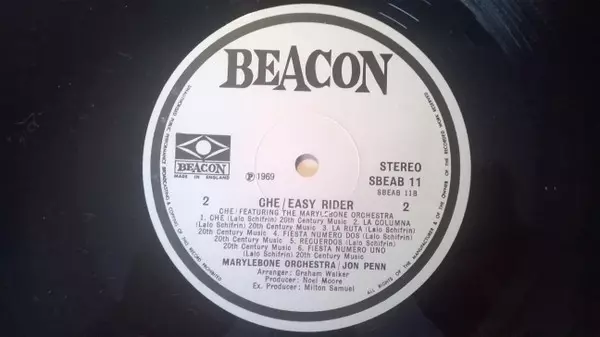 BEACON
BEACON
MADE IN ENGLAND
℗1969
STEREO
SBEAB 11
SBEAB 11B
2
CHE/EASY RIDER
2
CHE/FEATURING THE MARYLEBONE ORCHESTRA
1. CHE (Lalo Schifrin) 20th Century Music 2. LA COLUMNA
(Lalo Schifrin) 20th Century Music 3. LA RUTA (Lalo Schifrin)
20th Century Music 4. FIESTA NUMERO DOS (Lalo Schifrin)
20th Century Music 5. RECUERDOS (Lalo Schifrin)
20th Century Music 6. FIESTA NUMERO UNO
(Lalo Schifrin) 20th Century Music
MARYLEBONE ORCHESTRA/JON PENN
Arranger: Graham Walker
Producer: Noel Moore
Ex. Producer: Milton Samuel